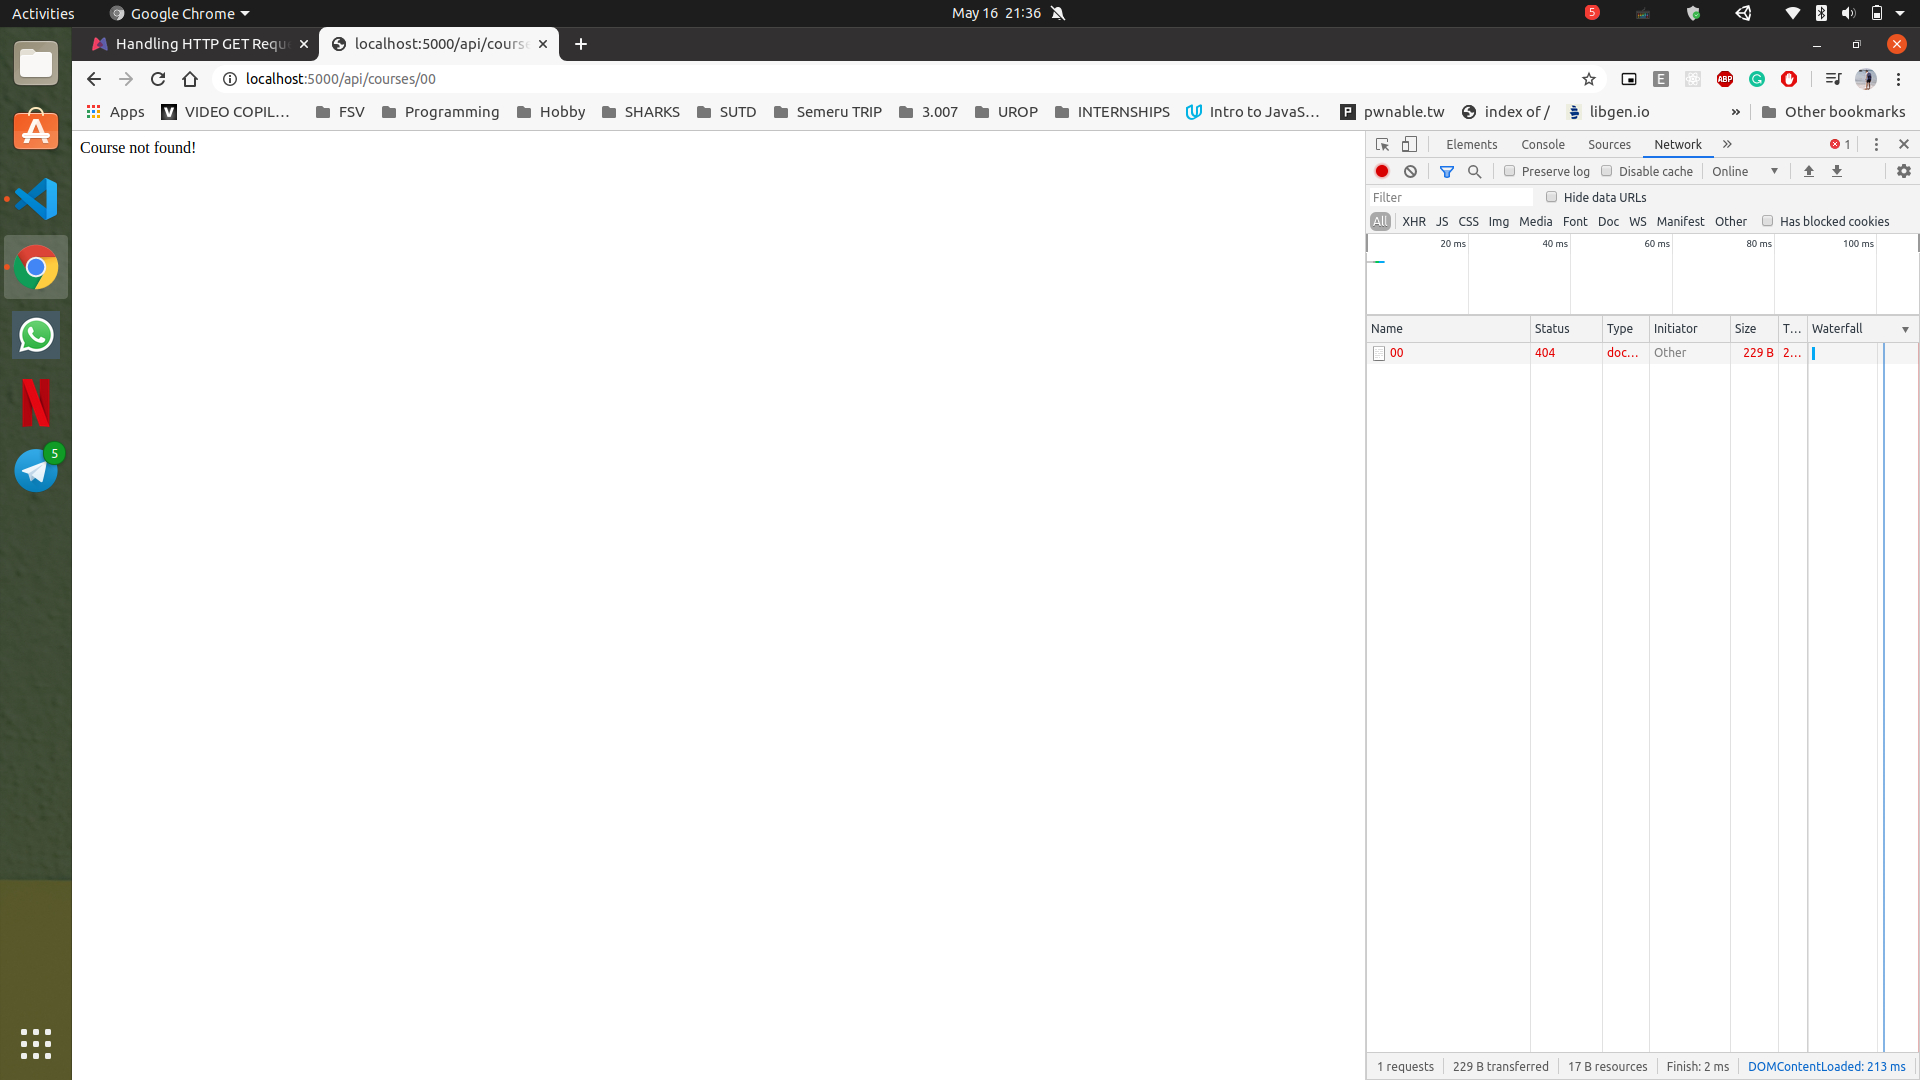 Activities Google Chrome May 16 21:36 5
Handling HTTP GET Requ localhost:5000/api/course
localhost:5000/api/courses/00 E ABP G
Apps V VIDEO COPIL... FSV Programming Hobby SHARKS SUTD Semeru TRIP 3.007 UROP INTERNSHIPS Intro to JavaS... P pwnable.tw index of / libgen.io » Other bookmarks
Course not found!
Elements Console Sources Network » 1
Preserve log Disable cache Online
Filter Hide data URLs
All XHR JS CSS Img Media Font Doc WS Manifest Other Has blocked cookies
20 ms 40 ms 60 ms 80 ms 100 ms
Name Status Type Initiator Size T... Waterfall
00 404 doc... Other 229 B 2...
N
5
1 requests 229 B transferred 17 B resources Finish: 2 ms DOMContentLoaded: 213 ms